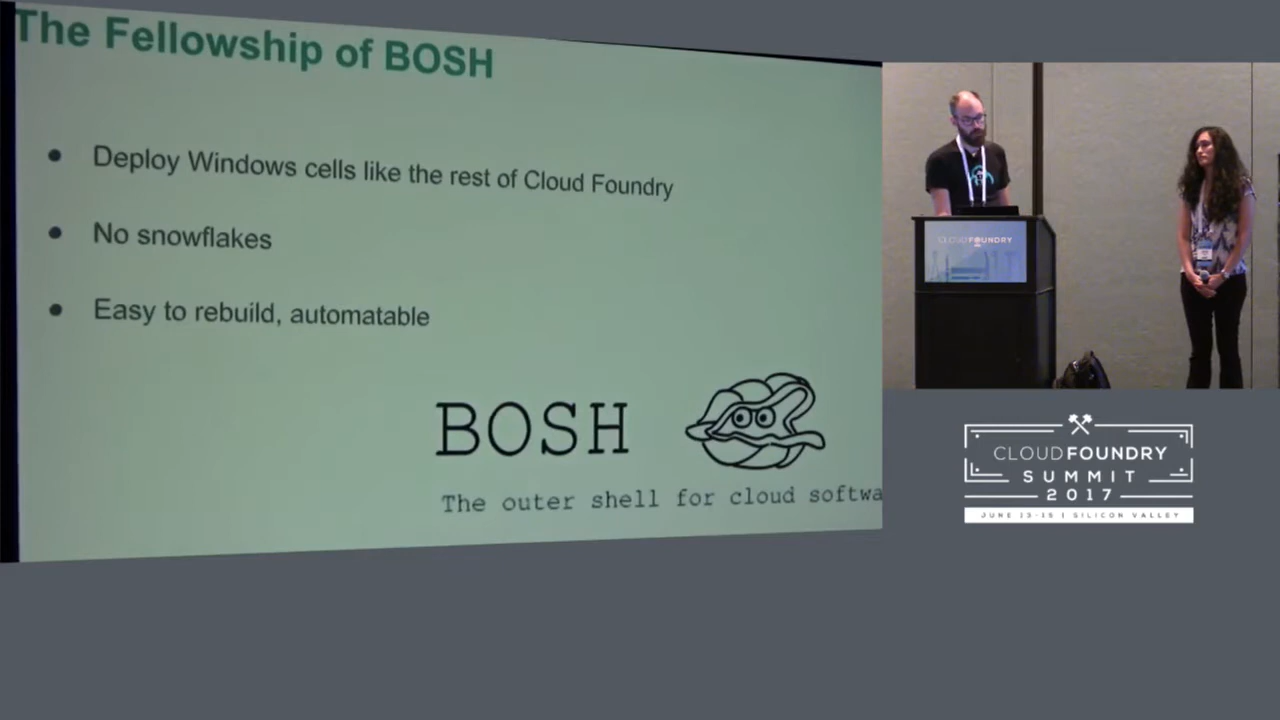 The Fellowship of BOSH
Deploy Windows cells like the rest of Cloud Foundry
No snowflakes
Easy to rebuild, automatable
BOSH
The outer shell for cloud softwa
CLOUD FOUNDRY
CLOUD FOUNDRY
SUMMIT
2017
JUNE 13-15 | SILICON VALLEY